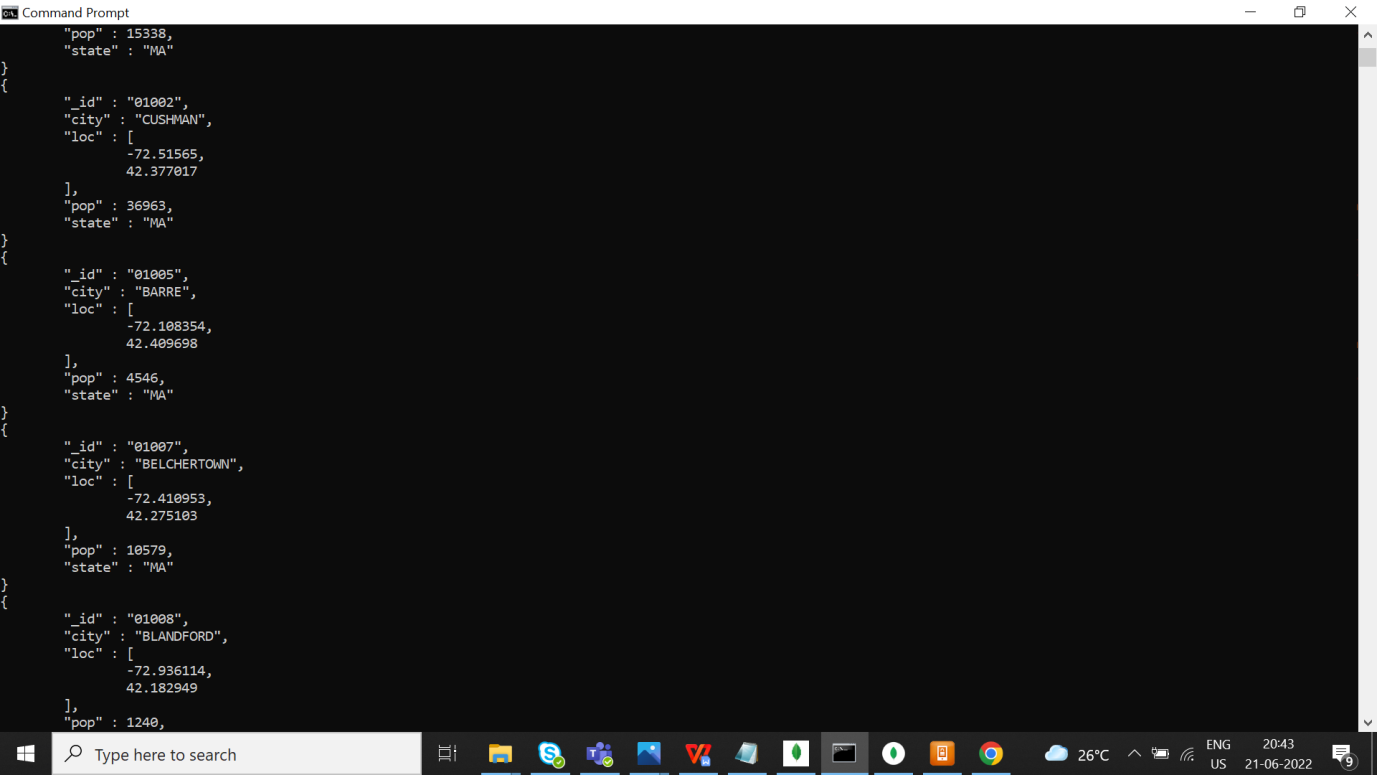 Command Prompt
"pop" : 15338,
"state" : "MA"
}
{
"_id" : "01002",
"city" : "CUSHMAN",
"loc" : [
-72.51565,
42.377017
],
"pop" : 36963,
"state" : "MA"
}
{
"_id" : "01005",
"city" : "BARRE",
"loc" : [
-72.108354,
42.409698
],
"pop" : 4546,
"state" : "MA"
}
{
"_id" : "01007",
"city" : "BELCHERTOWN",
"loc" : [
-72.410953,
42.275103
],
"pop" : 10579,
"state" : "MA"
}
{
"_id" : "01008",
"city" : "BLANDFORD",
"loc" : [
-72.936114,
42.182949
],
"pop" : 1240,
Type here to search
26°C
ENG
US
20:43
21-06-2022
9